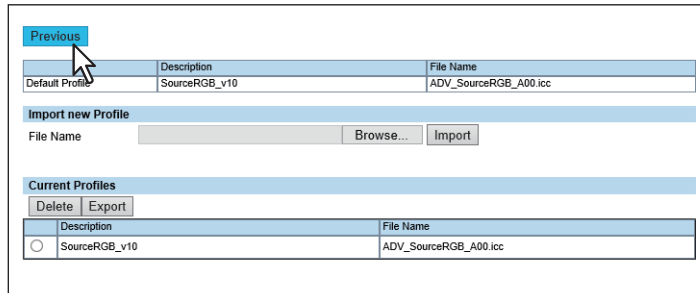 Previous
Description File Name
Default Profile SourceRGB_v10 ADV_SourceRGB_A00.icc
Import new Profile
File Name Browse... Import
Current Profiles
Delete Export
Description File Name
SourceRGB_v10 ADV_SourceRGB_A00.icc